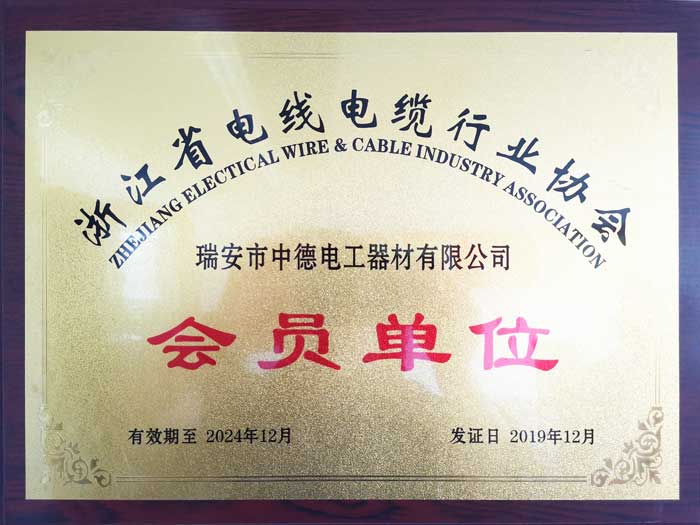 浙江省电线电缆行业协会
ZHEJIANG ELECTICAL WIRE & CABLE INDUSTRY ASSOCIATION
瑞安市中德电工器材有限公司
会员单位
有效期至 2024年12月
发证日 2019年12月